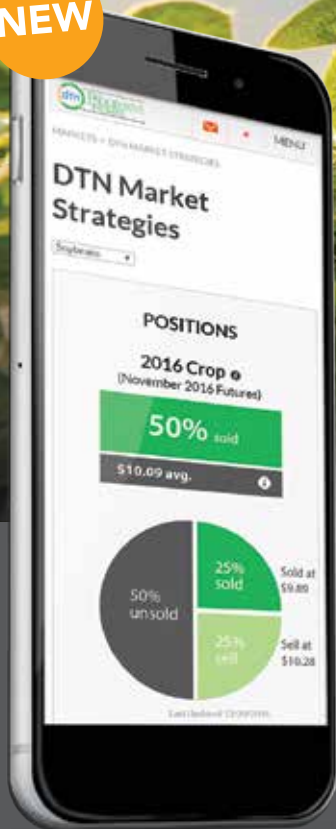 NEW
dtn
MENU
MARKETS > DTN MARKET STRATEGIES
DTN Market
Strategies
Soybeans
POSITIONS
2016 Crop
(November 2016 Futures)
50% sold
$10.09 avg.
50%
unsold
25%
sold
Sold at
$9.89
25%
sell
Sell at
$10.28